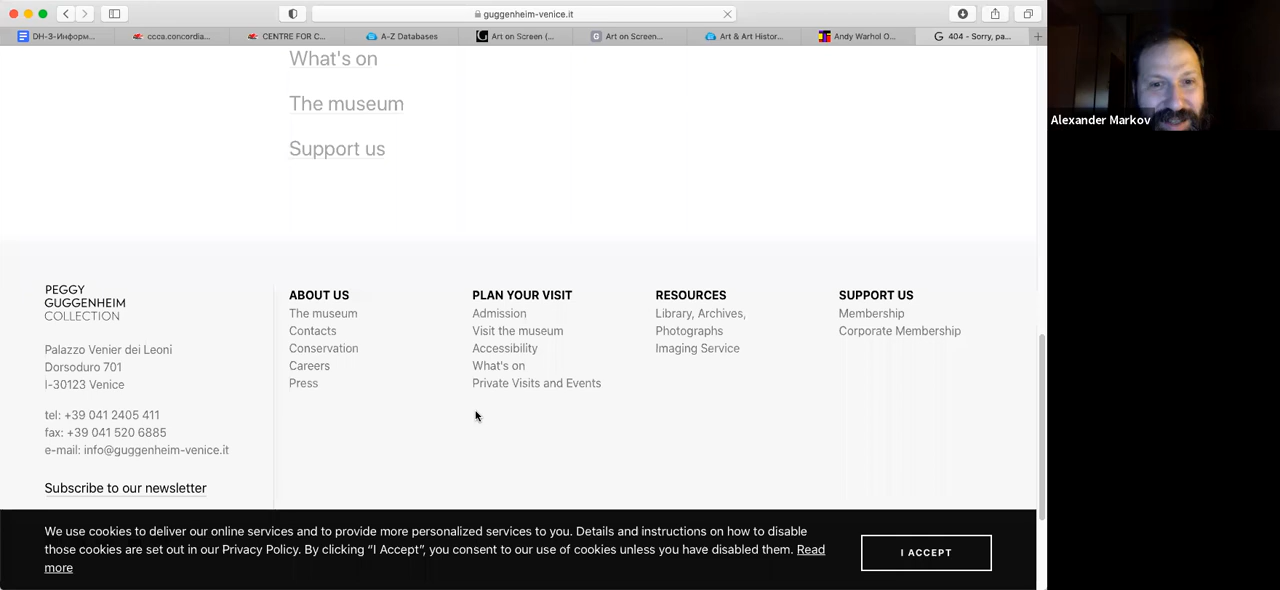 guggenheim-venice.it
DH-3-Информ...
ccca.concordia...
CENTRE FOR C...
A-Z Databases
Art on Screen (...
Art on Screen...
Art & Art Histor...
Andy Warhol O...
404 - Sorry, pa...
What's on
The museum
Support us
Alexander Markov
PEGGY
GUGGENHEIM
COLLECTION
Palazzo Venier dei Leoni
Dorsoduro 701
I-30123 Venice
tel: +39 041 2405 411
fax: +39 041 520 6885
e-mail: info@guggenheim-venice.it
Subscribe to our newsletter
ABOUT US
The museum
Contacts
Conservation
Careers
Press
PLAN YOUR VISIT
Admission
Visit the museum
Accessibility
What's on
Private Visits and Events
RESOURCES
Library, Archives,
Photographs
Imaging Service
SUPPORT US
Membership
Corporate Membership
We use cookies to deliver our online services and to provide more personalized services to you. Details and instructions on how to disable
those cookies are set out in our Privacy Policy. By clicking “I Accept”, you consent to our use of cookies unless you have disabled them. Read
more
I ACCEPT